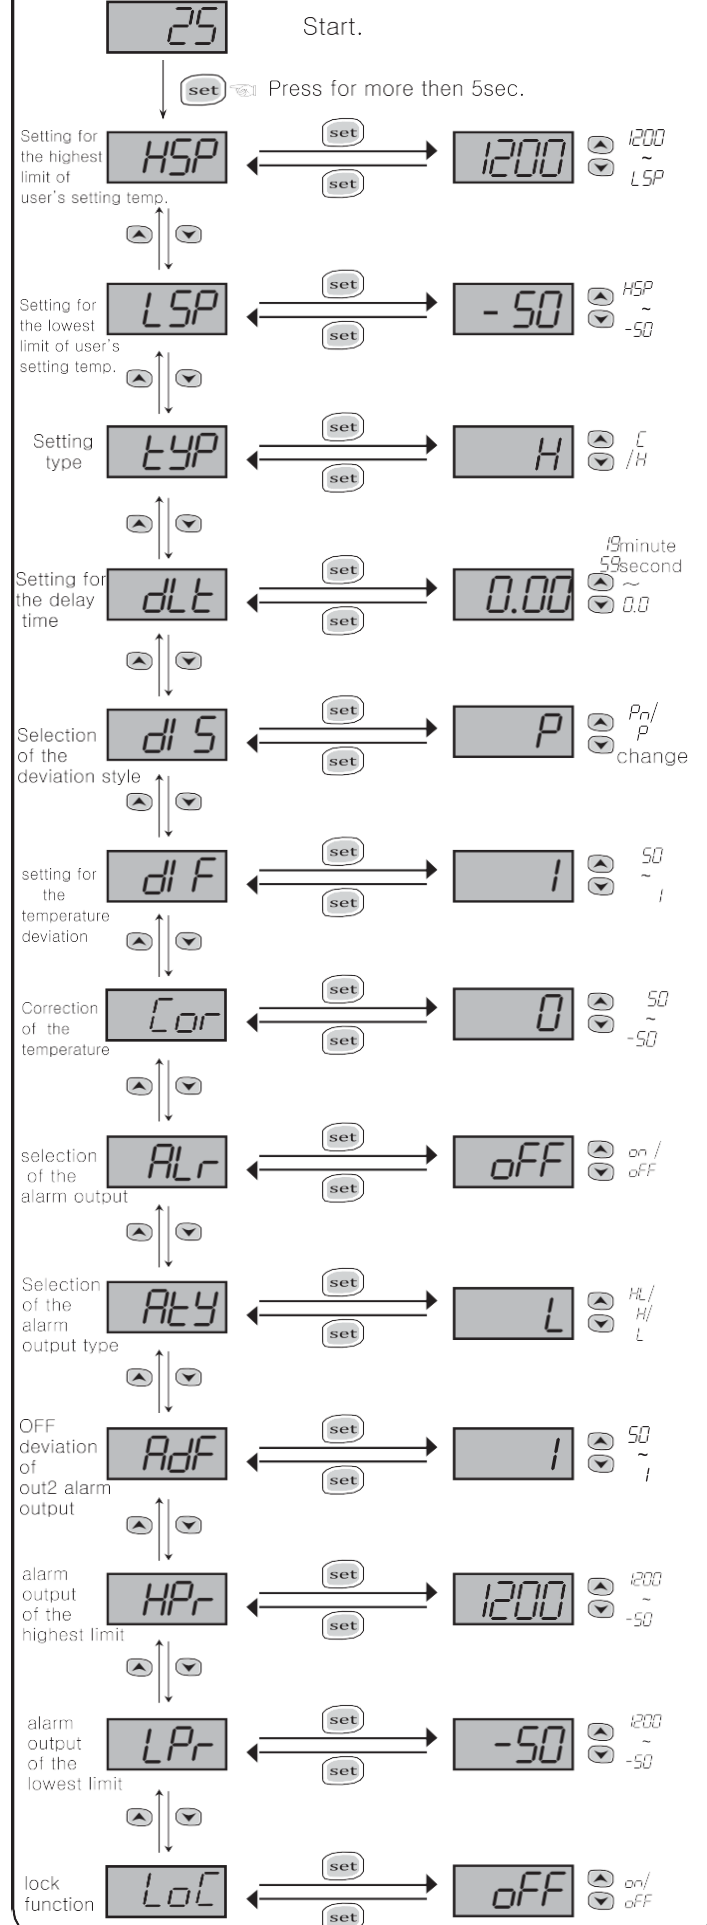 25
Start.
set Press for more then 5sec.
Setting for
the highest
limit of
user's setting temp.
HSP
set
set
1200
1200
~
LSP
Setting for
the lowest
limit of user's
setting temp.
LSP
set
set
-50
HSP
~
-50
Setting
type
tYP
set
set
H
C
/H
Setting for
the delay
time
dLt
set
set
0.00
19minute
59second
~
0.0
Selection
of the
deviation style
dIS
set
set
P
Pn/
P
change
setting for
the
temperature
deviation
dIF
set
set
1
50
~
1
Correction
of the
temperature
Cor
set
set
0
50
~
-50
selection
of the
alarm output
ALr
set
set
oFF
on /
oFF
Selection
of the
alarm
output type
AtY
set
set
L
HL/
H/
L
OFF
deviation
of
out2 alarm
output
AdF
set
set
1
50
~
1
alarm
output
of the
highest limit
HPr
set
set
1200
1200
~
-50
alarm
output
of the
lowest limit
LPr
set
set
-50
1200
~
-50
lock
function
LoC
set
set
oFF
on/
oFF